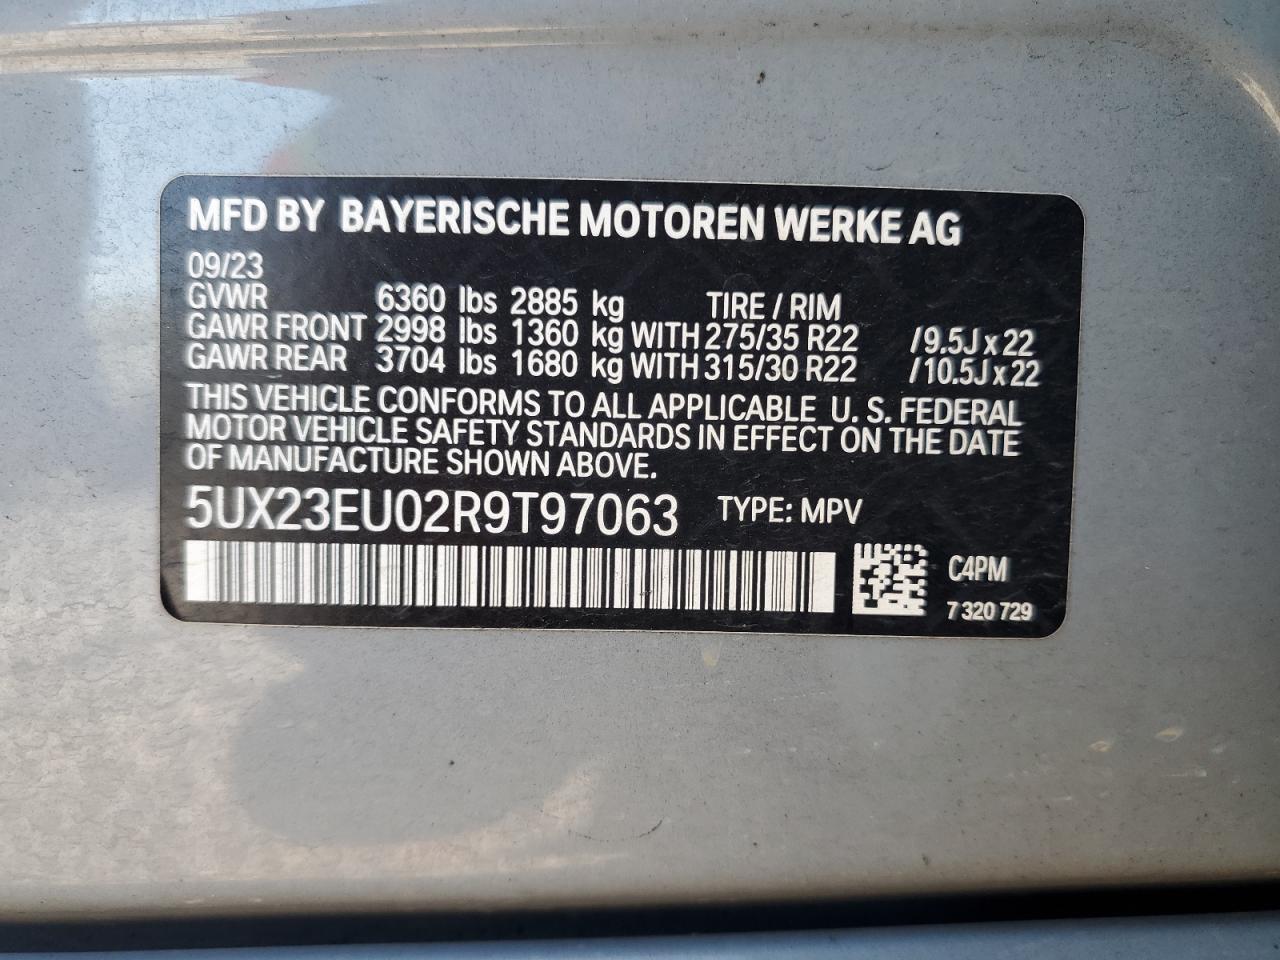 MFD BY BAYERISCHE MOTOREN WERKE AG
09/23
GVWR 6360 lbs 2885 kg TIRE / RIM
GAWR FRONT 2998 lbs 1360 kg WITH 275/35 R22 /9.5J x 22
GAWR REAR 3704 lbs 1680 kg WITH 315/30 R22 /10.5J x 22
THIS VEHICLE CONFORMS TO ALL APPLICABLE U. S. FEDERAL
MOTOR VEHICLE SAFETY STANDARDS IN EFFECT ON THE DATE
OF MANUFACTURE SHOWN ABOVE.
5UX23EU02R9T97063 TYPE: MPV
C4PM
7 320 729